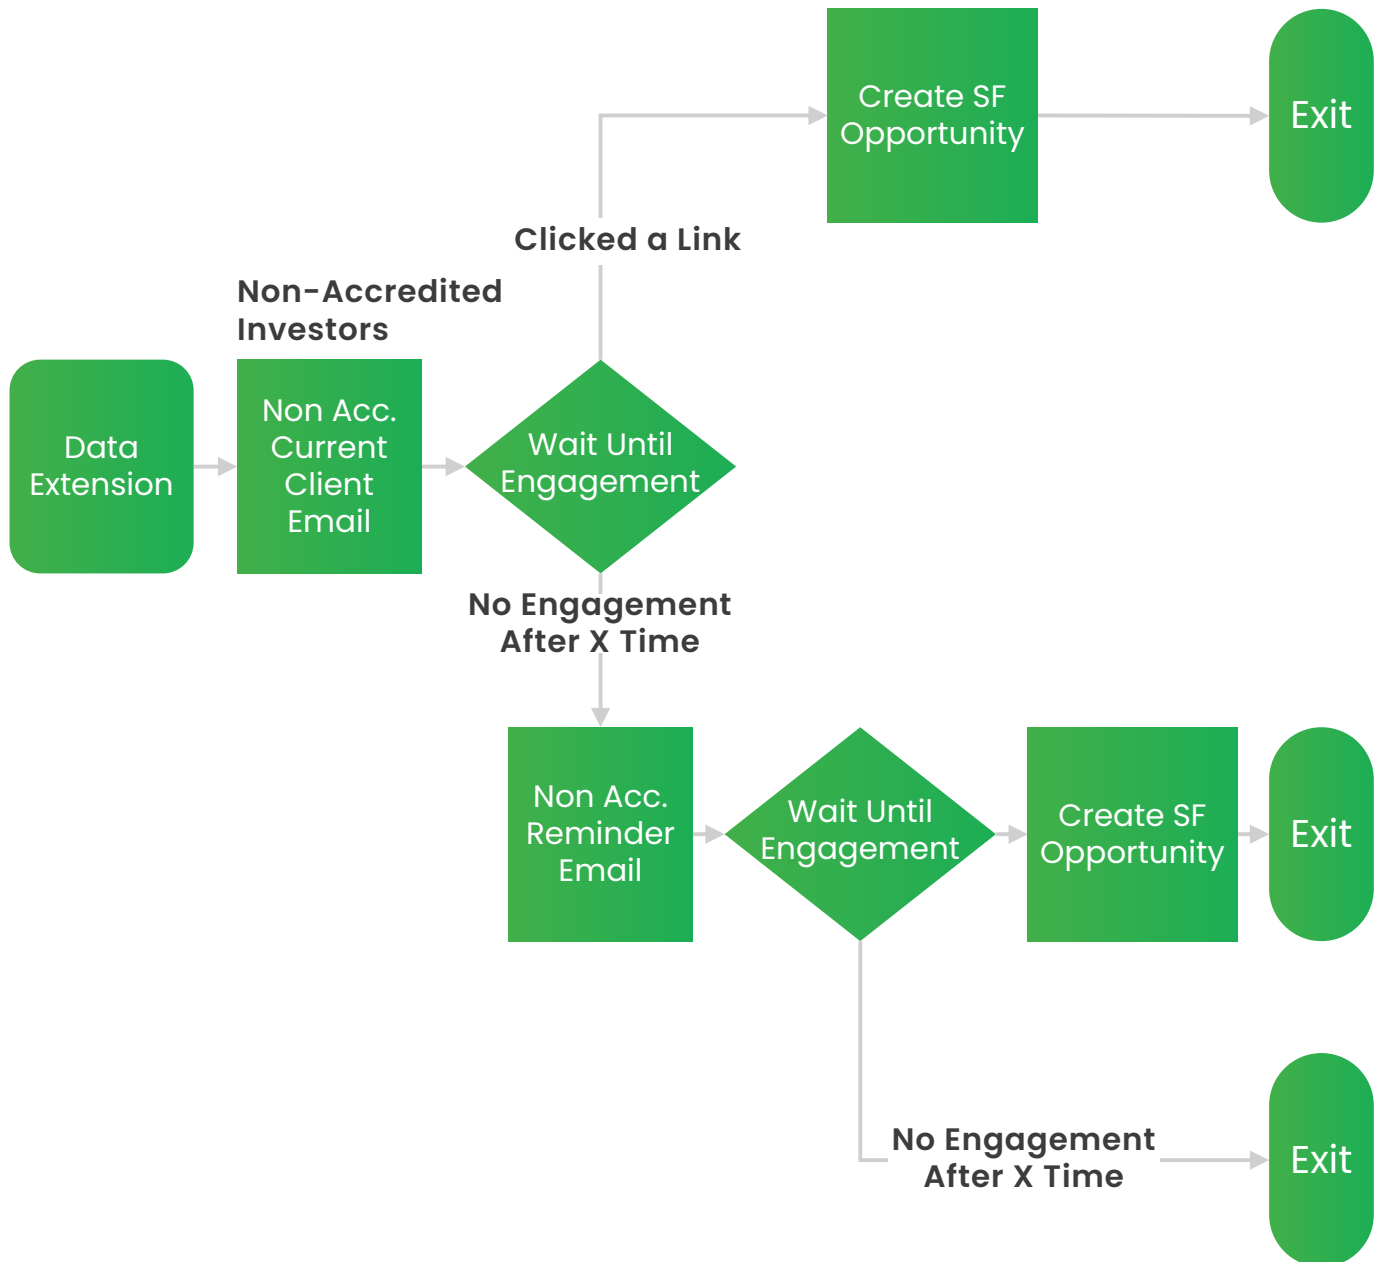 Create SF
Opportunity
Exit
Clicked a Link
Non-Accredited
Investors
Data
Extension
Non Acc.
Current
Client
Email
Wait Until
Engagement
No Engagement
After X Time
Non Acc.
Reminder
Email
Wait Until
Engagement
Create SF
Opportunity
Exit
No Engagement
After X Time
Exit